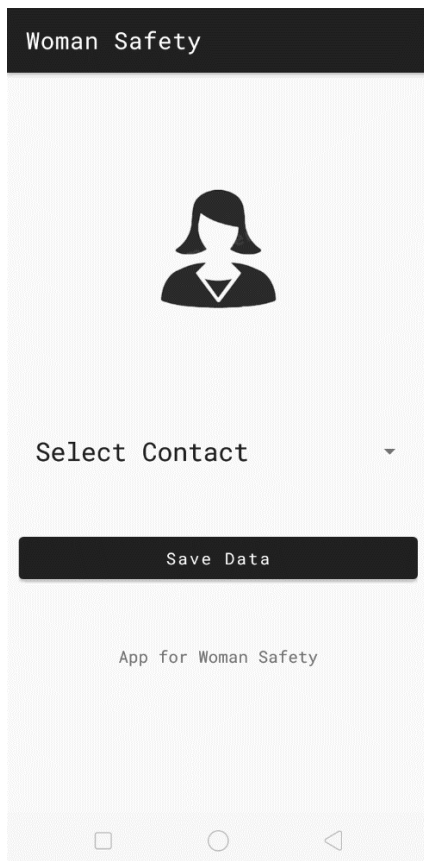 Woman Safety
Select Contact
Save Data
App for Woman Safety